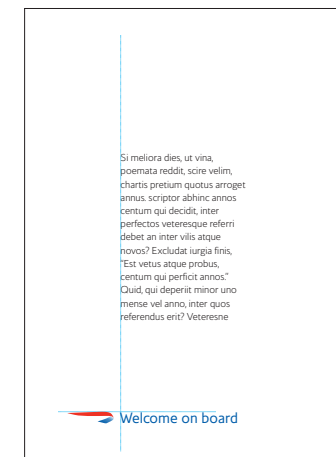 Si meliora dies, ut vina,
poemata reddit, scire velim,
chartis pretium quotus arroget
annus. scriptor abhinc annos
centum qui decidit, inter
perfectos veteresque referri
debet an inter vilis atque
novos? Excludat iurgia finis,
“Est vetus atque probus,
centum qui perficit annos.”
Quid, qui deperiit minor uno
mense vel anno, inter quos
referendus erit? Veteresne
Welcome on board